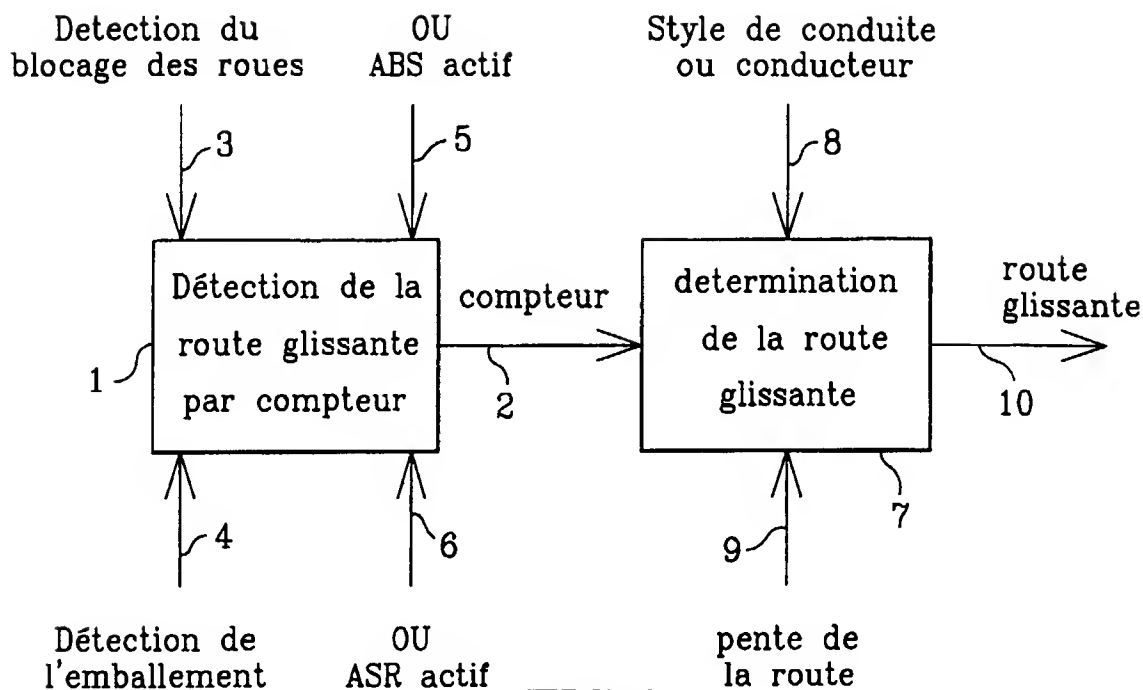 Detection du
blocage des roues
OU
ABS actif
Style de conduite
ou conducteur
3
5
8
Détection de la
route glissante
par compteur
1
compteur
2
determination
de la route
glissante
7
route
glissante
10
4
6
9
Détection de
l'emballement
OU
ASR actif
pente de
la route